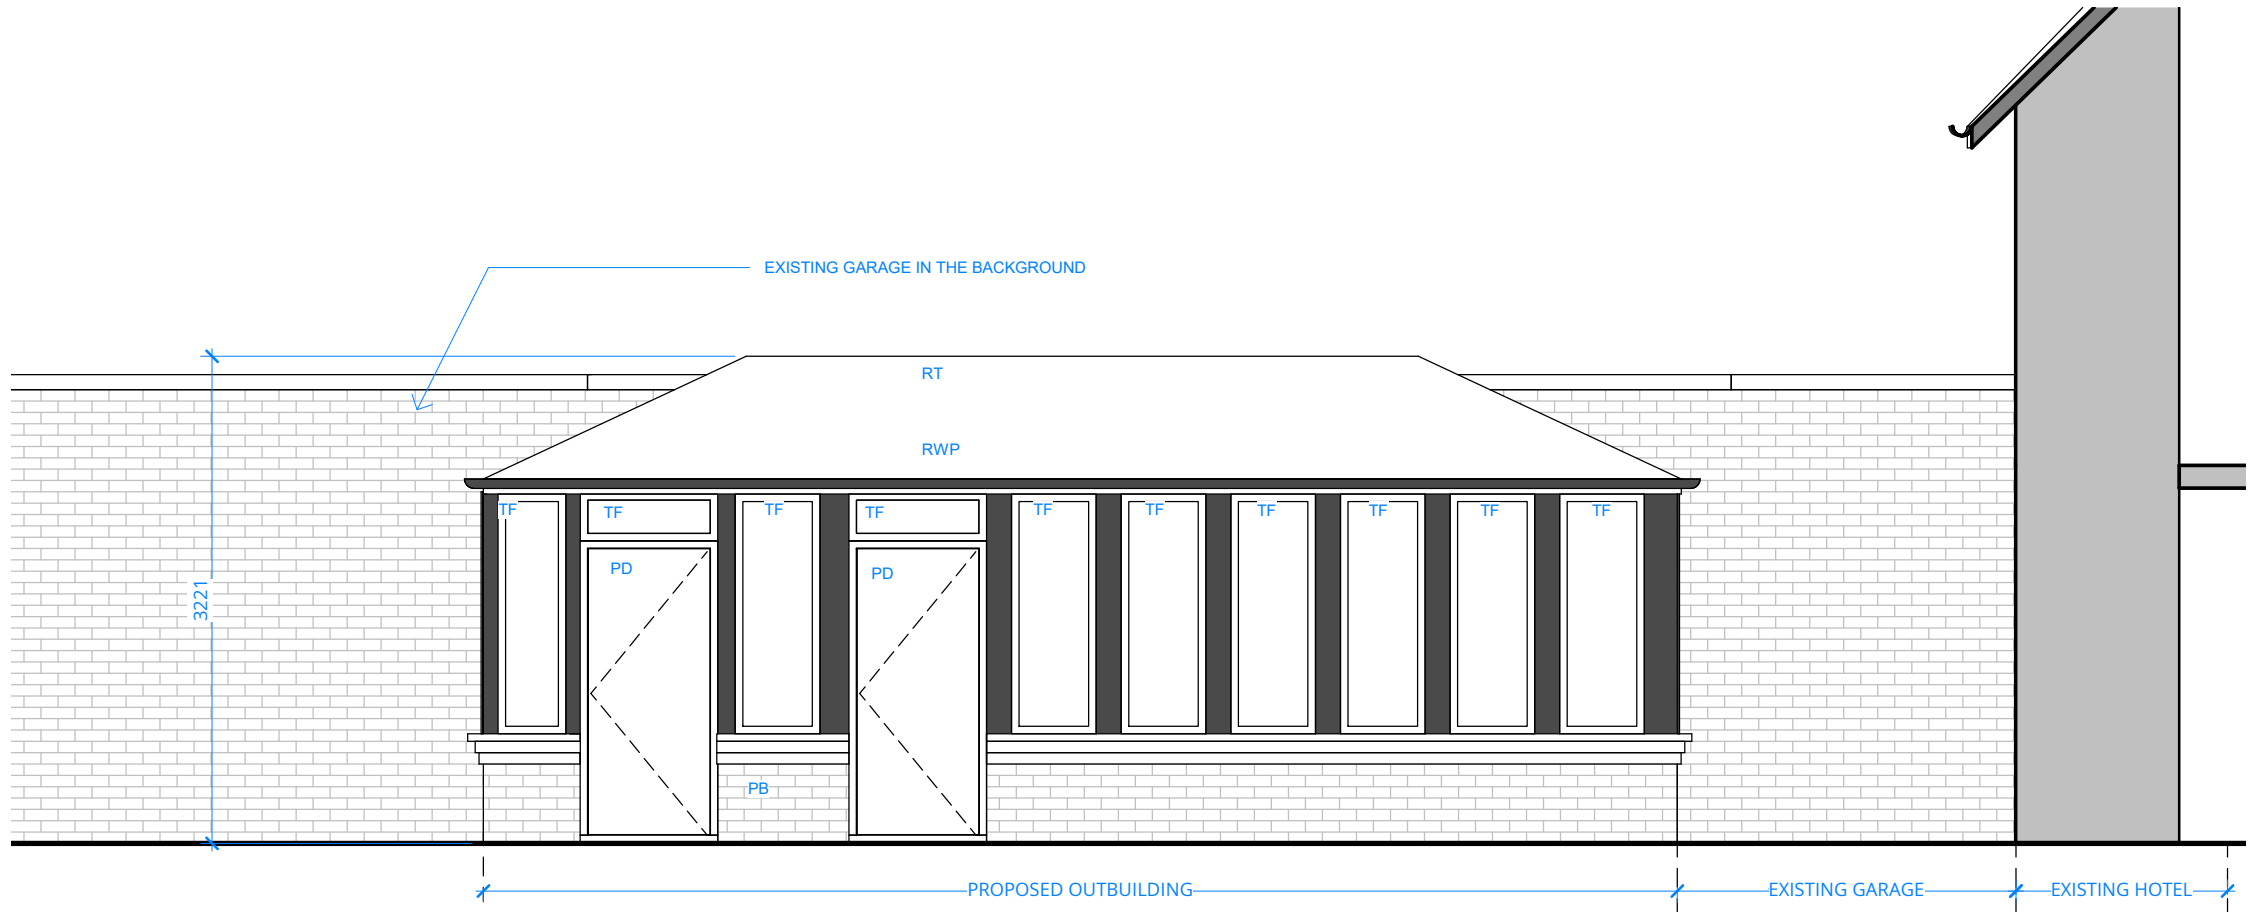 EXISTING GARAGE IN THE BACKGROUND
RT
RWP
TF
TF
TF
TF
TF
TF
TF
TF
TF
TF
PD
PD
3221
PB
PROPOSED OUTBUILDING
EXISTING GARAGE
EXISTING HOTEL